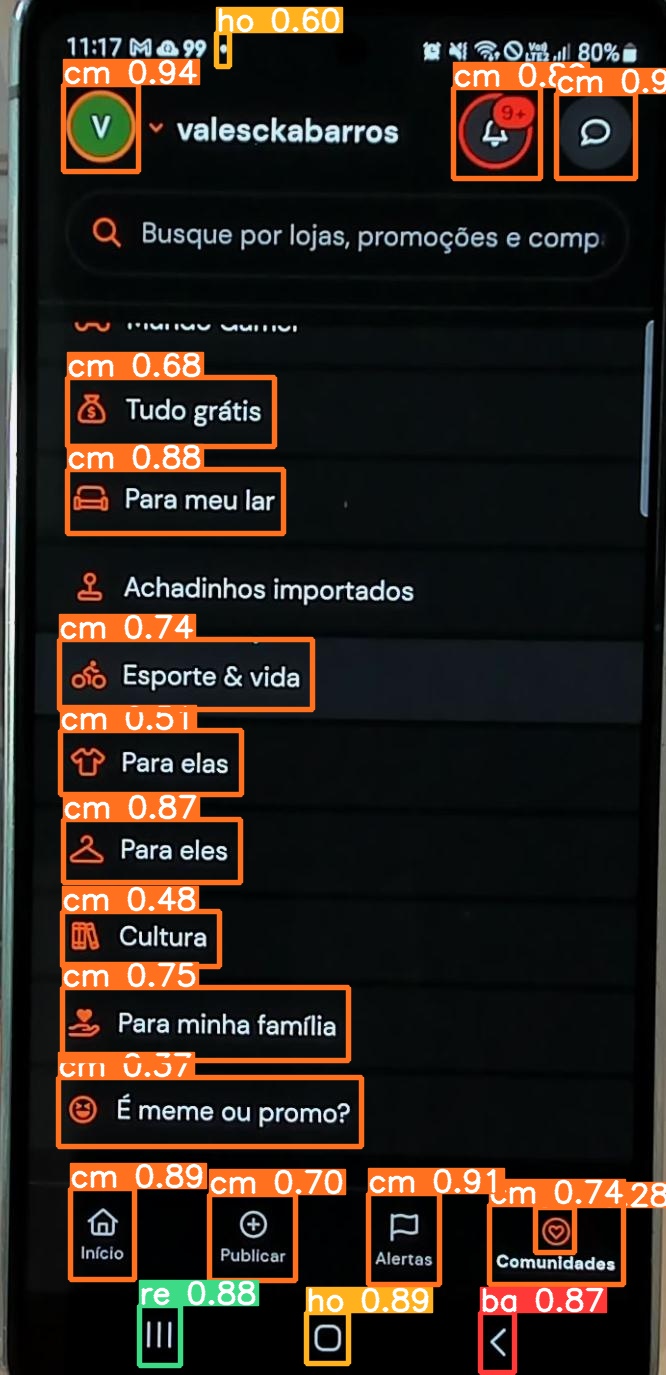 ho 0.60
11:17 99 80%
cm 0.94
cm 0.8
cm 0.9
V valesckabarros 9+
Busque por lojas, promoções e comp
Mundo Gamer
cm 0.68
Tudo grátis
cm 0.88
Para meu lar
Achadinhos importados
cm 0.74
Esporte & vida
cm 0.51
Para elas
cm 0.87
Para eles
cm 0.48
Cultura
cm 0.75
Para minha família
cm 0.37
É meme ou promo?
cm 0.89 cm 0.70 cm 0.91 cm 0.74 28
Início Publicar Alertas Comunidades
re 0.88 ho 0.89 ba 0.87